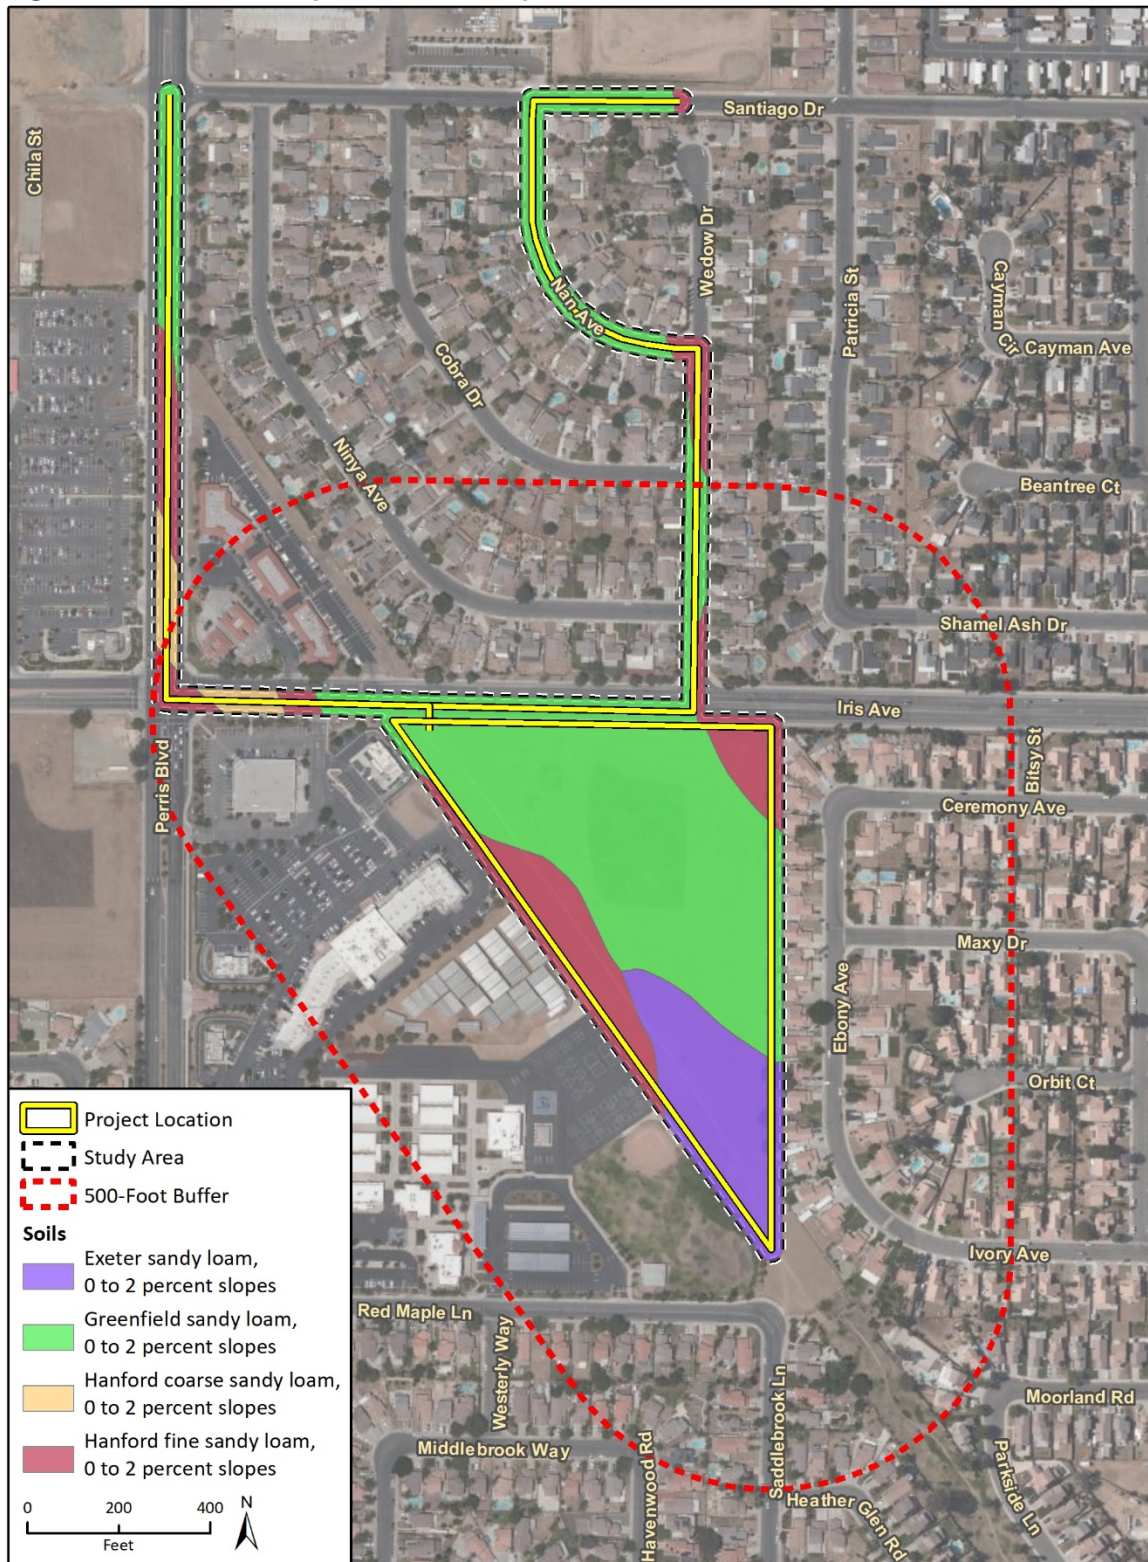 Santiago Dr
Chila St
Wedow Dr
Nan Ave
Patricia St
Cayman Cir
Cayman Ave
Cobra Dr
Ninya Ave
Beantree Ct
Shamel Ash Dr
Iris Ave
Bitsy St
Perris Blvd
Ceremony Ave
Maxy Dr
Ebony Ave
Orbit Ct
Ivory Ave
Red Maple Ln
Westerly Way
Saddlebrook Ln
Moorland Rd
Middlebrook Way
Havenwood Rd
Heather Glen Rd
Parkside Ln
Project Location
Study Area
500-Foot Buffer
Soils
Exeter sandy loam,
0 to 2 percent slopes
Greenfield sandy loam,
0 to 2 percent slopes
Hanford coarse sandy loam,
0 to 2 percent slopes
Hanford fine sandy loam,
0 to 2 percent slopes
0 200 400
Feet
N